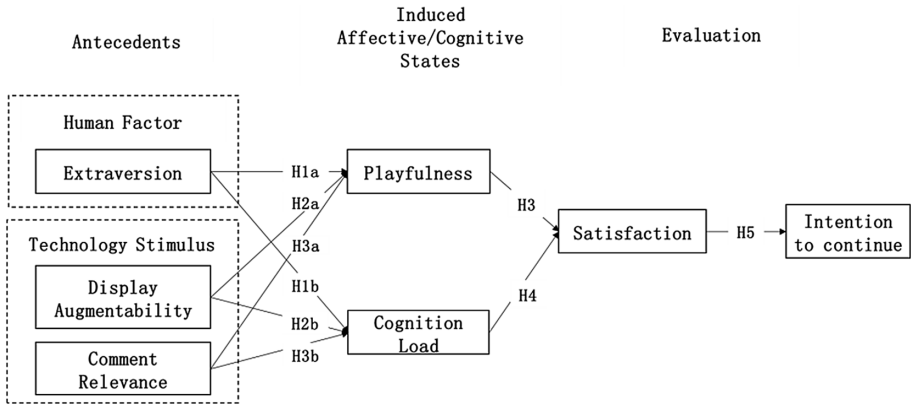 Antecedents
Induced
Affective/Cognitive
States
Evaluation
Human Factor
Extraversion
Technology Stimulus
Display
Augmentability
Comment
Relevance
H1a
H2a
H3a
H1b
H2b
H3b
Playfulness
Cognition
Load
H3
H4
Satisfaction
H5
Intention
to continue